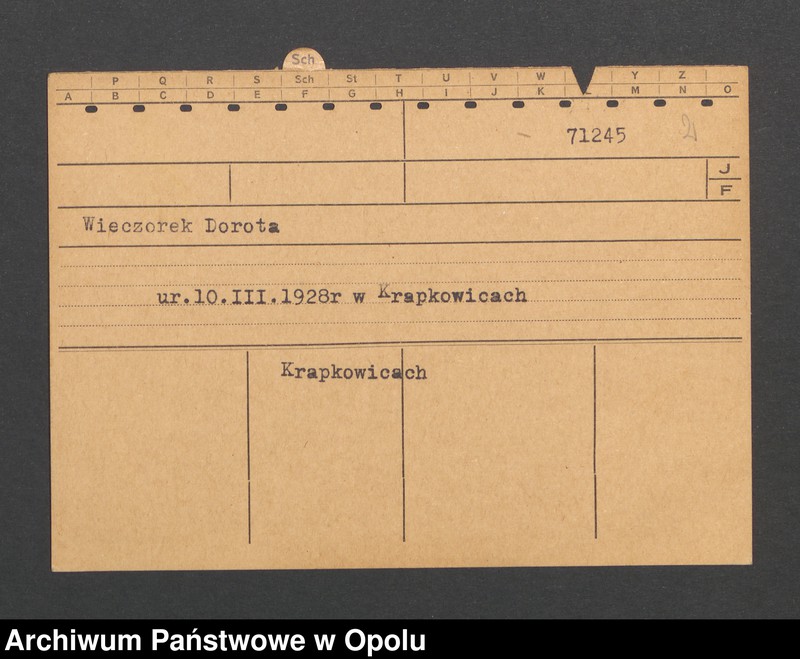 Sch
P Q R S Sch St T U V W Y Z
A B C D E F G H I J K L M N O
71245
J
F
Wieczorek Dorota
ur.10.III.1928r w Krapkowicach
Krapkowicach
Archiwum Państwowe w Opolu